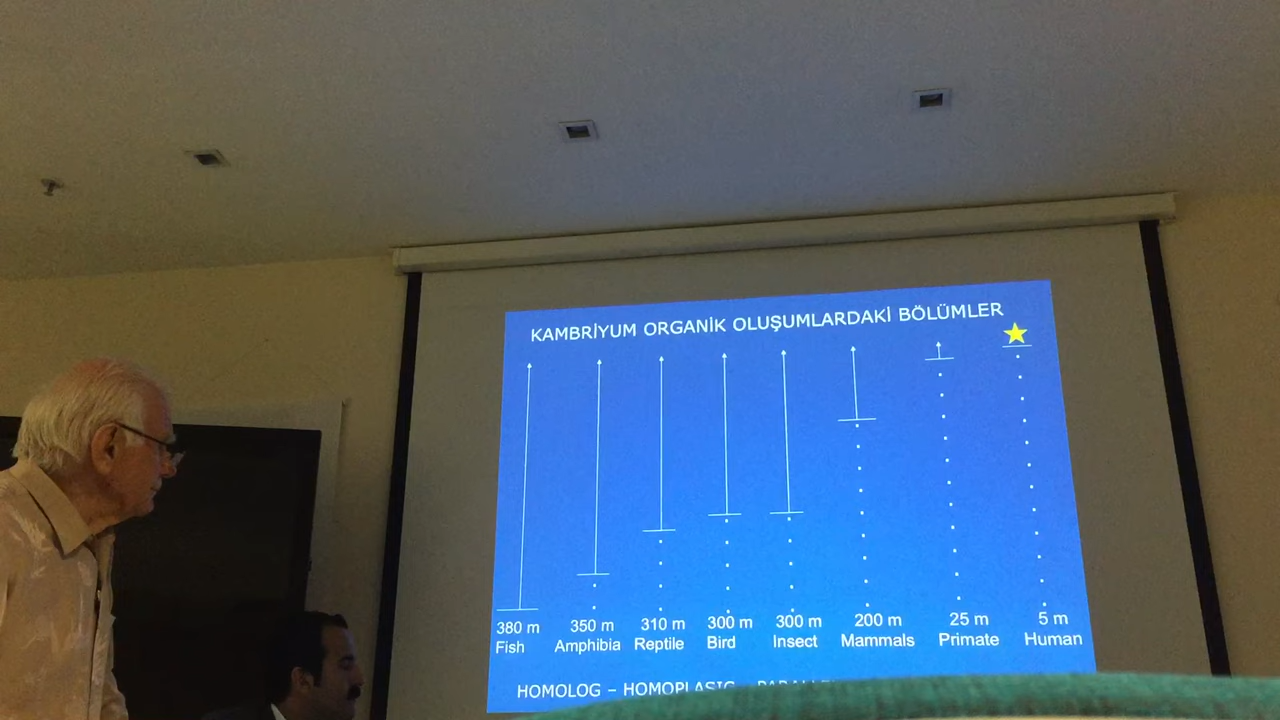 KAMBRİYUM ORGANİK OLUŞUMLARDAKİ BÖLÜMLER
380 m 350 m 310 m 300 m 300 m 200 m 25 m 5 m
Fish Amphibia Reptile Bird Insect Mammals Primate Human
HOMOLOG – HOMOPLASIG –